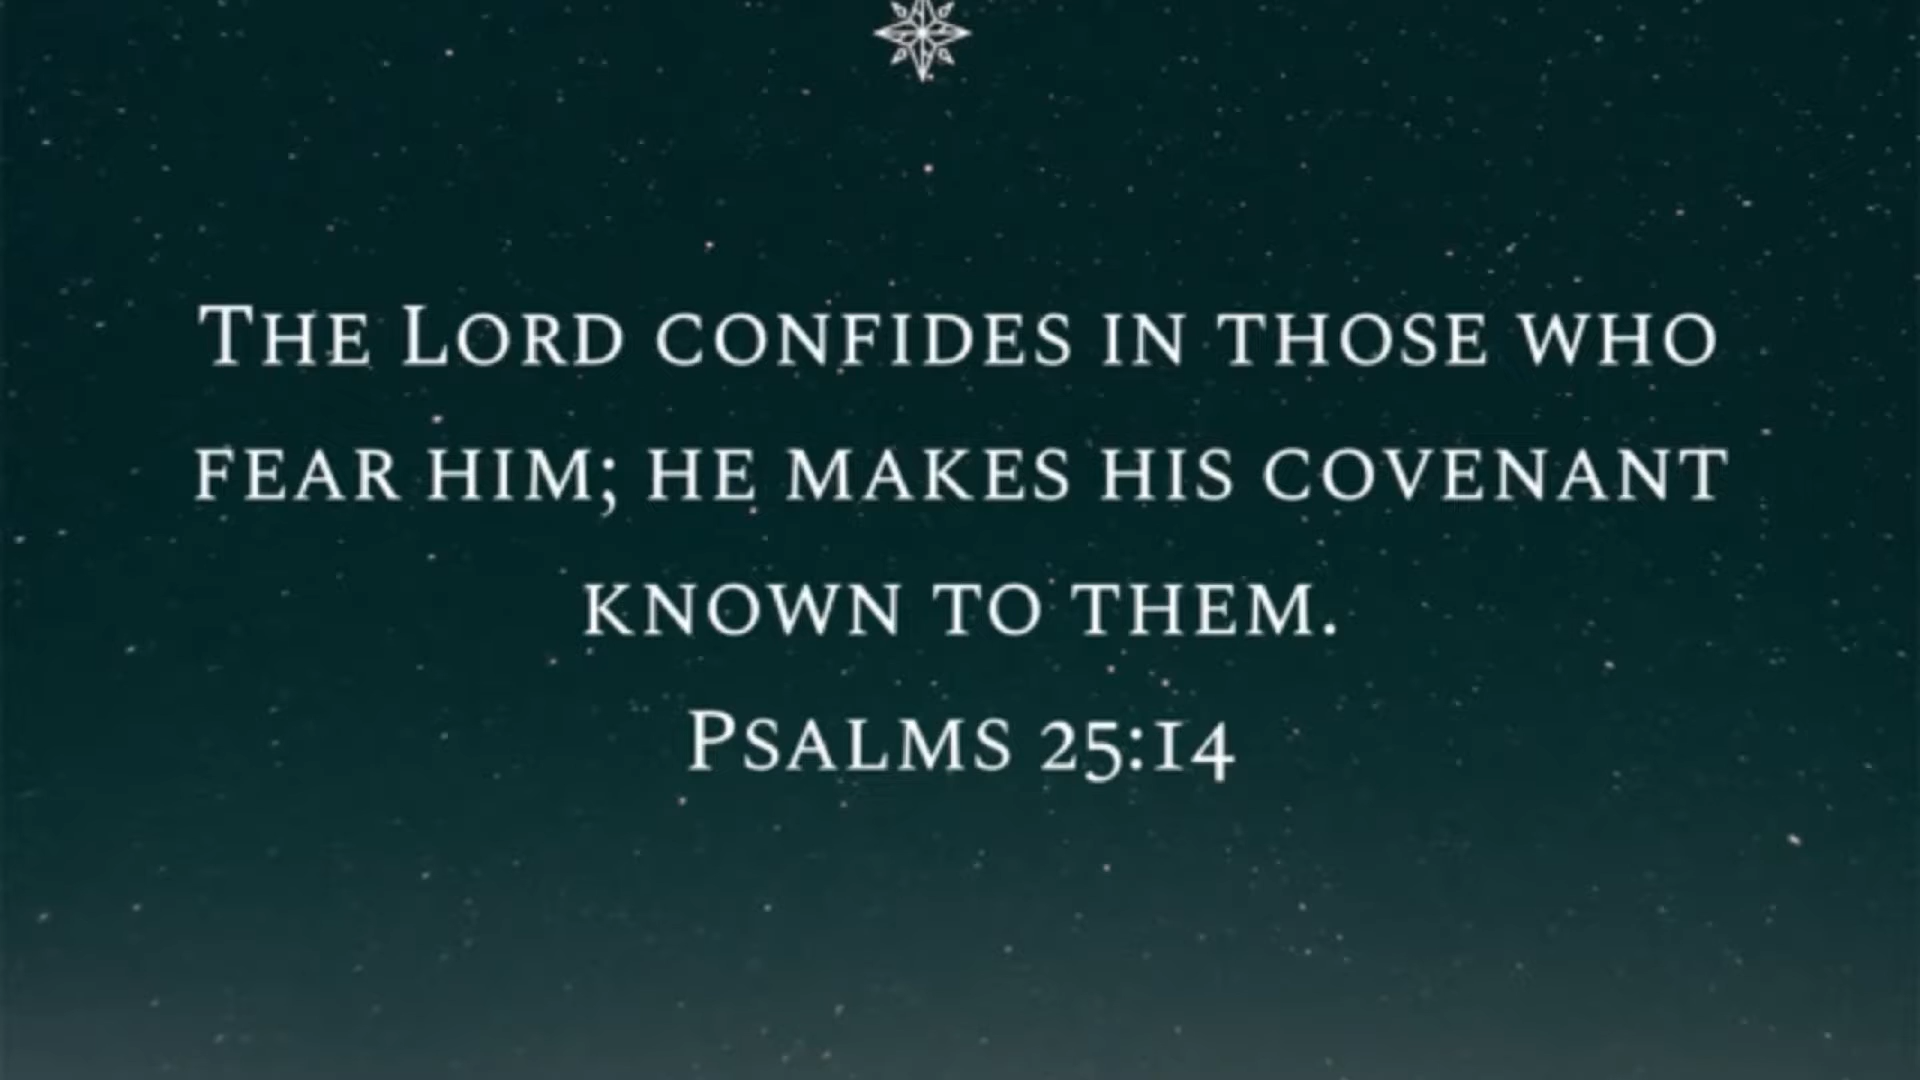 The Lord confides in those who
fear him; he makes his covenant
known to them.
Psalms 25:14